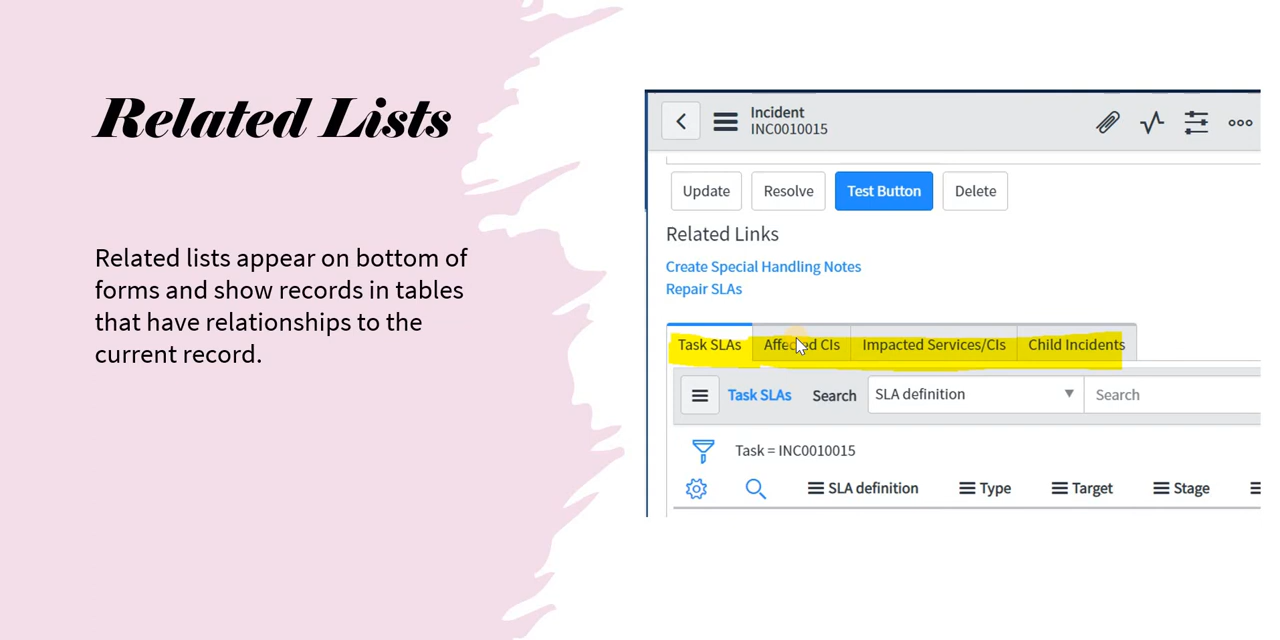 Related Lists
Related lists appear on bottom of
forms and show records in tables
that have relationships to the
current record.
Incident
INC0010015
Update Resolve Test Button Delete
Related Links
Create Special Handling Notes
Repair SLAs
Task SLAs Affected CIs Impacted Services/CIs Child Incidents
Task SLAs Search SLA definition Search
Task = INC0010015
SLA definition Type Target Stage